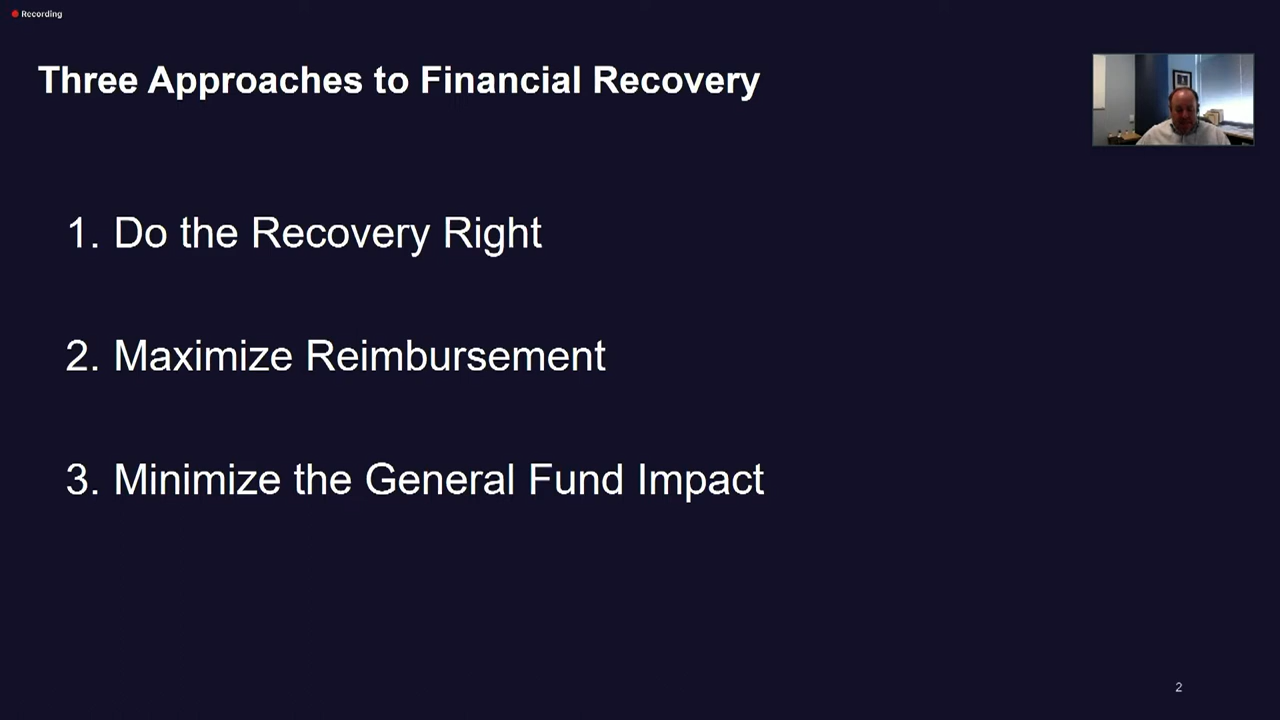 Recording
Three Approaches to Financial Recovery
1. Do the Recovery Right
2. Maximize Reimbursement
3. Minimize the General Fund Impact
2